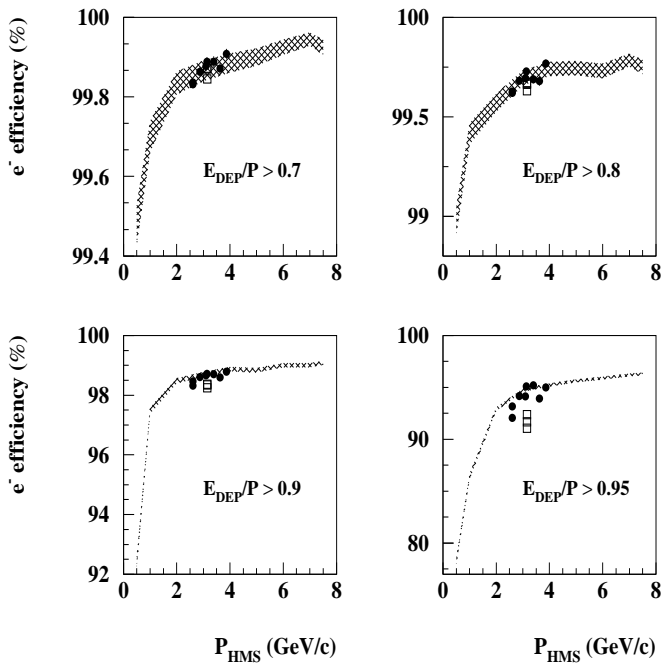 e⁻ efficiency (%)
100
99.8
99.6
99.4
E_DEP/P > 0.7
0 2 4 6 8
100
99.5
99
E_DEP/P > 0.8
0 2 4 6 8
e⁻ efficiency (%)
100
98
96
94
92
E_DEP/P > 0.9
0 2 4 6 8
P_HMS (GeV/c)
100
90
80
E_DEP/P > 0.95
0 2 4 6 8
P_HMS (GeV/c)